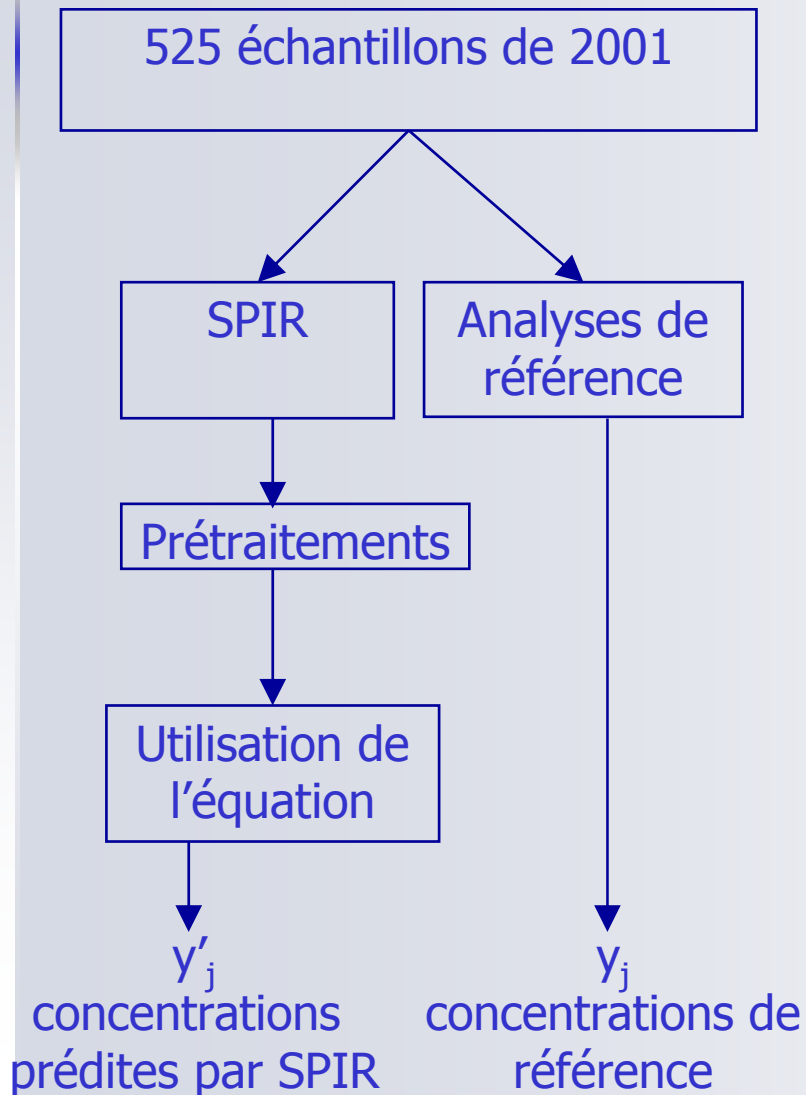 525 échantillons de 2001
SPIR
Analyses de
référence
Prétraitements
Utilisation de
l’équation
y’j
concentrations
prédites par SPIR
yj
concentrations de
référence